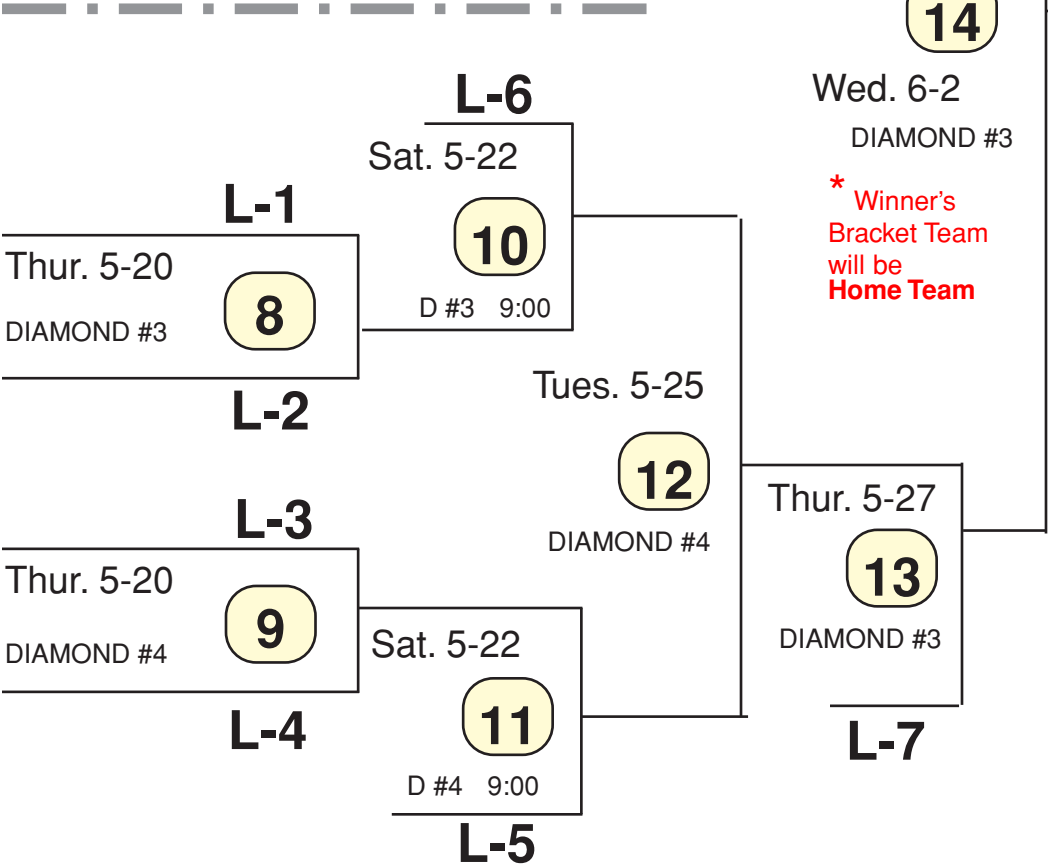 14
Wed. 6-2
DIAMOND #3
* Winner's
Bracket Team
will be
Home Team
L-6
Sat. 5-22
10
D #3 9:00
L-1
Thur. 5-20
8
DIAMOND #3
L-2
Tues. 5-25
12
DIAMOND #4
L-3
Thur. 5-20
9
DIAMOND #4
L-4
Sat. 5-22
11
D #4 9:00
L-5
Thur. 5-27
13
DIAMOND #3
L-7